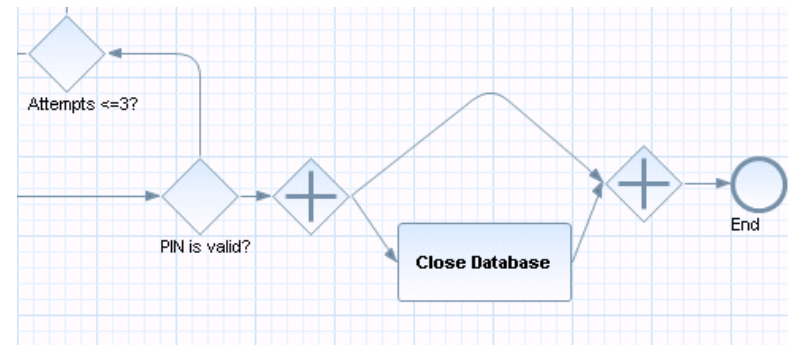 Attempts <=3?
PIN is valid?
Close Database
End